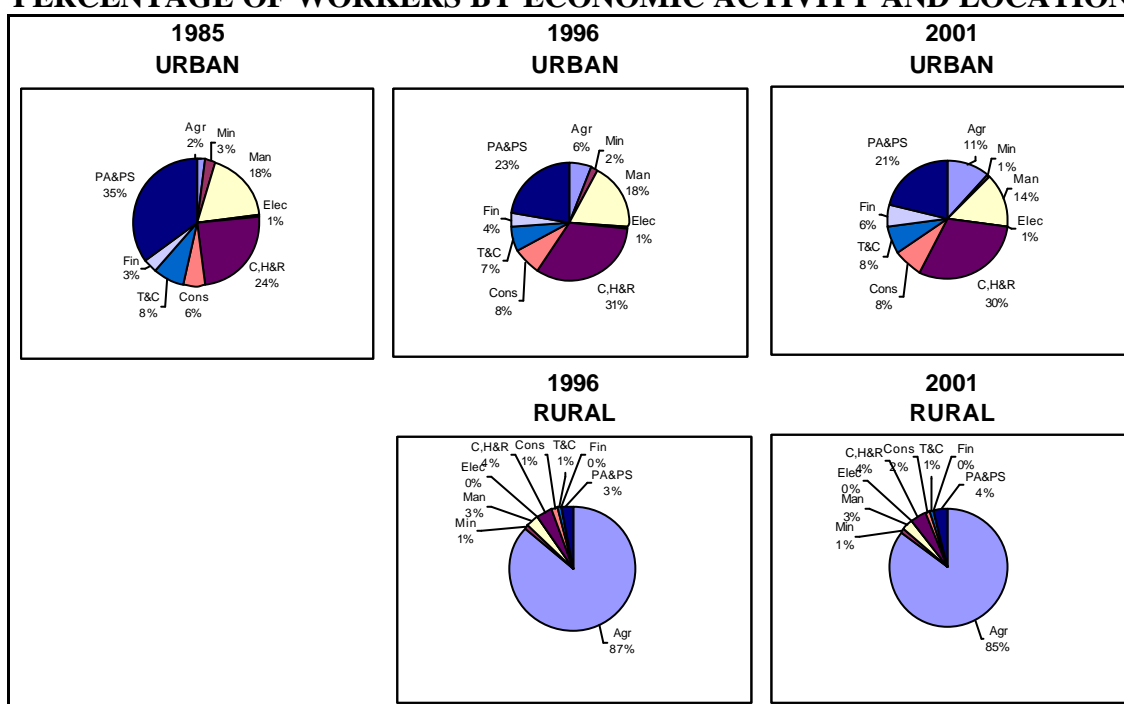 PERCENTAGE OF WORKERS BY ECONOMIC ACTIVITY AND LOCATION
1985
URBAN
Agr
2%
Min
3%
Man
18%
Elec
1%
C,H&R
24%
Cons
6%
T&C
8%
Fin
3%
PA&PS
35%
1996
URBAN
Agr
6%
Min
2%
Man
18%
Elec
1%
C,H&R
31%
Cons
8%
T&C
7%
Fin
4%
PA&PS
23%
2001
URBAN
Agr
11%
Min
1%
Man
14%
Elec
1%
C,H&R
30%
Cons
8%
T&C
8%
Fin
6%
PA&PS
21%
1996
RURAL
C,H&R
4%
Cons
1%
T&C
1%
Fin
0%
PA&PS
3%
Elec
0%
Man
3%
Min
1%
Agr
87%
2001
RURAL
C,H&R
4%
Cons
2%
T&C
1%
Fin
0%
PA&PS
4%
Elec
0%
Man
3%
Min
1%
Agr
85%